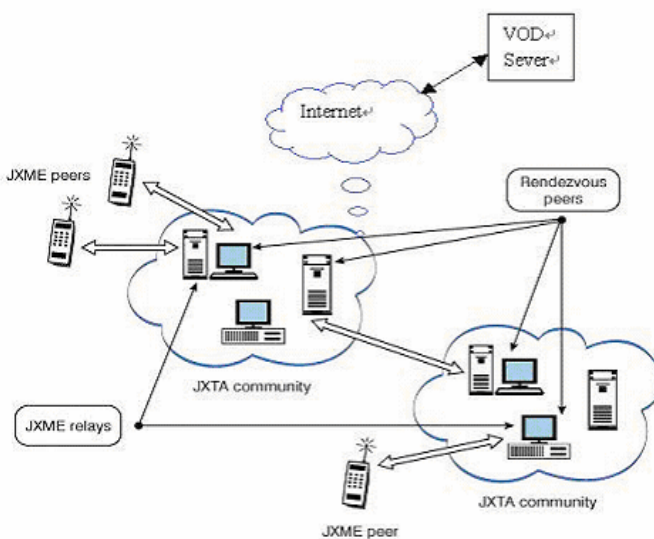 VOD↵
Sever↵
Internet↵
JXME peers
Rendezvous
peers
JXTA community
JXME relays
JXTA community
JXME peer